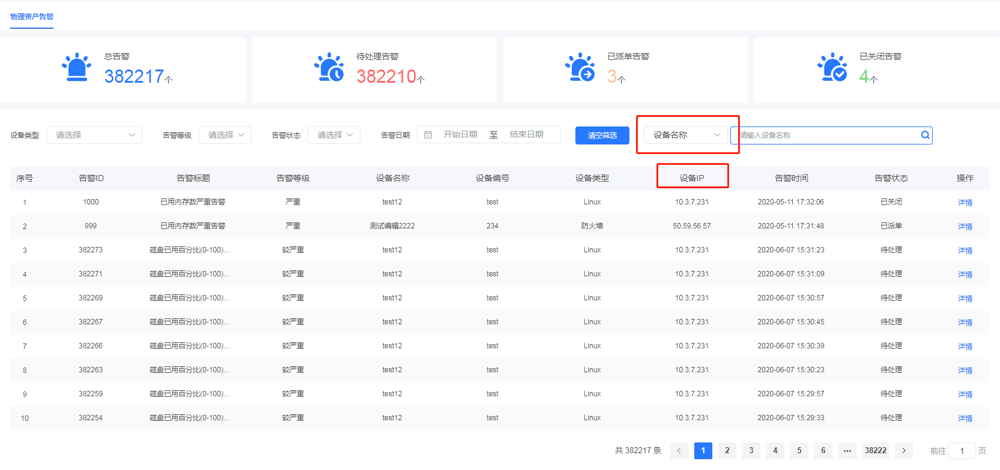 物理资产告警
总告警
382217个
待处理告警
382210个
已派单告警
3个
已关闭告警
4个
设备类型 请选择 告警等级 请选择 告警状态 请选择 告警日期 开始日期 至 结束日期 清空筛选 设备名称 请输入设备名称
序号 告警ID 告警标题 告警等级 设备名称 设备编号 设备类型 设备IP 告警时间 告警状态 操作
1 1000 已用内存数严重告警 严重 test12 test Linux 10.3.7.231 2020-05-11 17:32:06 已关闭 详情
2 999 已用内存数严重告警 严重 测试编辑2222 234 防火墙 50.59.56.57 2020-05-11 17:31:48 已派单 详情
3 382273 磁盘已用百分比(0-100)... 较严重 test12 test Linux 10.3.7.231 2020-06-07 15:31:23 待处理 详情
4 382271 磁盘已用百分比(0-100)... 较严重 test12 test Linux 10.3.7.231 2020-06-07 15:31:09 待处理 详情
5 382269 磁盘已用百分比(0-100)... 较严重 test12 test Linux 10.3.7.231 2020-06-07 15:30:57 待处理 详情
6 382267 磁盘已用百分比(0-100)... 较严重 test12 test Linux 10.3.7.231 2020-06-07 15:30:45 待处理 详情
7 382266 磁盘已用百分比(0-100)... 较严重 test12 test Linux 10.3.7.231 2020-06-07 15:30:39 待处理 详情
8 382263 磁盘已用百分比(0-100)... 较严重 test12 test Linux 10.3.7.231 2020-06-07 15:30:23 待处理 详情
9 382259 磁盘已用百分比(0-100)... 较严重 test12 test Linux 10.3.7.231 2020-06-07 15:29:57 待处理 详情
10 382254 磁盘已用百分比(0-100)... 较严重 test12 test Linux 10.3.7.231 2020-06-07 15:29:33 待处理 详情
共 382217 条 < 1 2 3 4 5 6 ··· 38222 > 前往 1 页